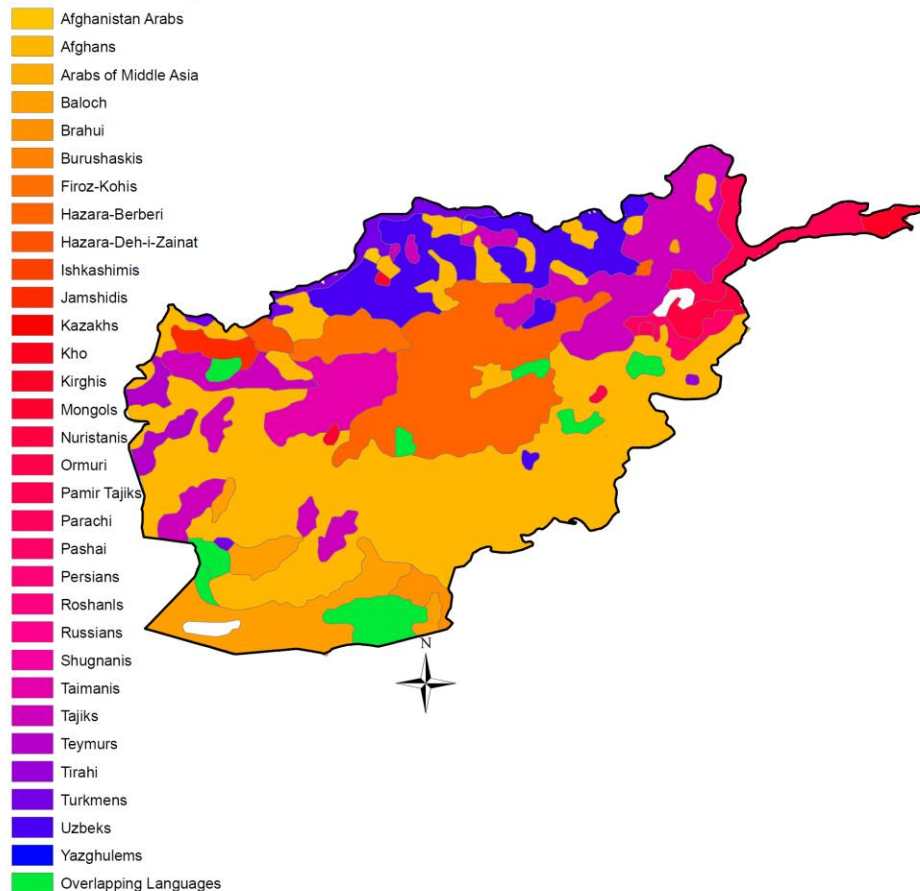 Afghanistan Arabs
Afghans
Arabs of Middle Asia
Baloch
Brahui
Burushaskis
Firoz-Kohis
Hazara-Berberi
Hazara-Deh-i-Zainat
Ishkashimis
Jamshidis
Kazakhs
Kho
Kirghis
Mongols
Nuristanis
Ormuri
Pamir Tajiks
Parachi
Pashai
Persians
Roshanls
Russians
Shugnanis
Taimanis
Tajiks
Teymurs
Tirahi
Turkmens
Uzbeks
Yazghulems
Overlapping Languages
N